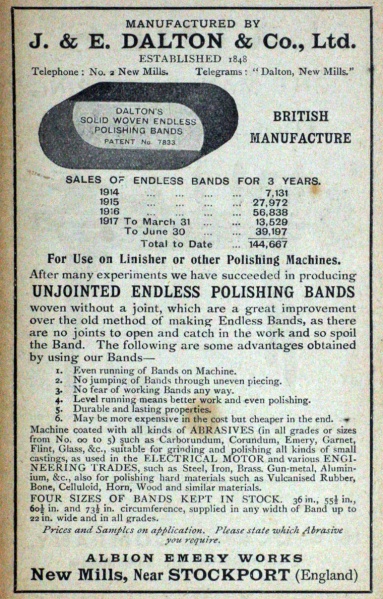 MANUFACTURED BY
J. & E. DALTON & Co., Ltd.
ESTABLISHED 1848
Telephone: No. 2 New Mills. Telegrams: "Dalton, New Mills."
DALTON'S
SOLID WOVEN ENDLESS
POLISHING BANDS
PATENT No. 7833
BRITISH
MANUFACTURE
SALES OF ENDLESS BANDS FOR 3 YEARS.
1914 ... ... ... ... 7,131
1915 ... ... ... ... 27,972
1916 ... ... ... ... 56,838
1917 To March 31 ... ... 13,529
To June 30 ... ... 39,197
Total to Date ... 144,667
For Use on Linisher or other Polishing Machines.
After many experiments we have succeeded in producing
UNJOINTED ENDLESS POLISHING BANDS
woven without a joint, which are a great improvement
over the old method of making Endless Bands, as there
are no joints to open and catch in the work and so spoil
the Band. The following are some advantages obtained
by using our Bands—
1. Even running of Bands on Machine.
2. No jumping of Bands through uneven piecing.
3. No fear of working Bands any way.
4. Level running means better work and even polishing.
5. Durable and lasting properties.
6. May be more expensive in the cost but cheaper in the end.
Machine coated with all kinds of ABRASIVES (in all grades or sizes
from No. 00 to 5) such as Carborundum, Corundum, Emery, Garnet,
Flint, Glass, &c., suitable for grinding and polishing all kinds of small
castings, as used in the ELECTRICAL MOTOR and various ENGI-
NEERING TRADES, such as Steel, Iron, Brass. Gun-metal, Alumin-
ium, &c., also for polishing hard materials such as Vulcanised Rubber,
Bone, Celluloid, Horn, Wood and similar materials.
FOUR SIZES OF BANDS KEPT IN STOCK. 36 in., 55½ in.,
60½ in. and 73½ in. circumference, supplied in any width of Band up to
22 in. wide and in all grades.
Prices and Samples on application. Please state which Abrasive
you require.
ALBION EMERY WORKS
New Mills, Near STOCKPORT (England)